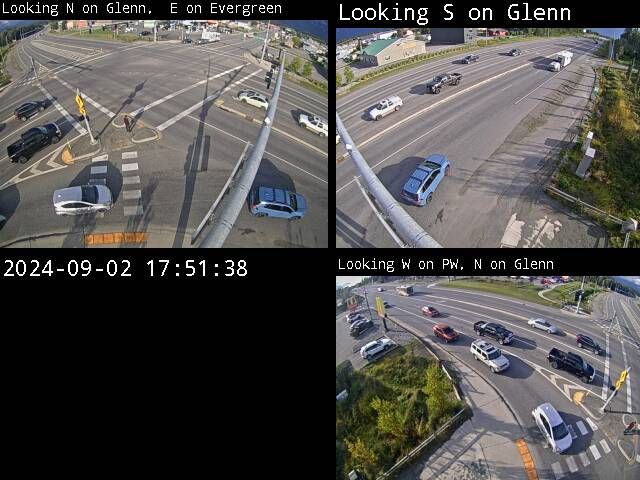 Looking N on Glenn,  E on Evergreen
Looking S on Glenn
2024-09-02 17:51:38
Looking W on PW, N on Glenn